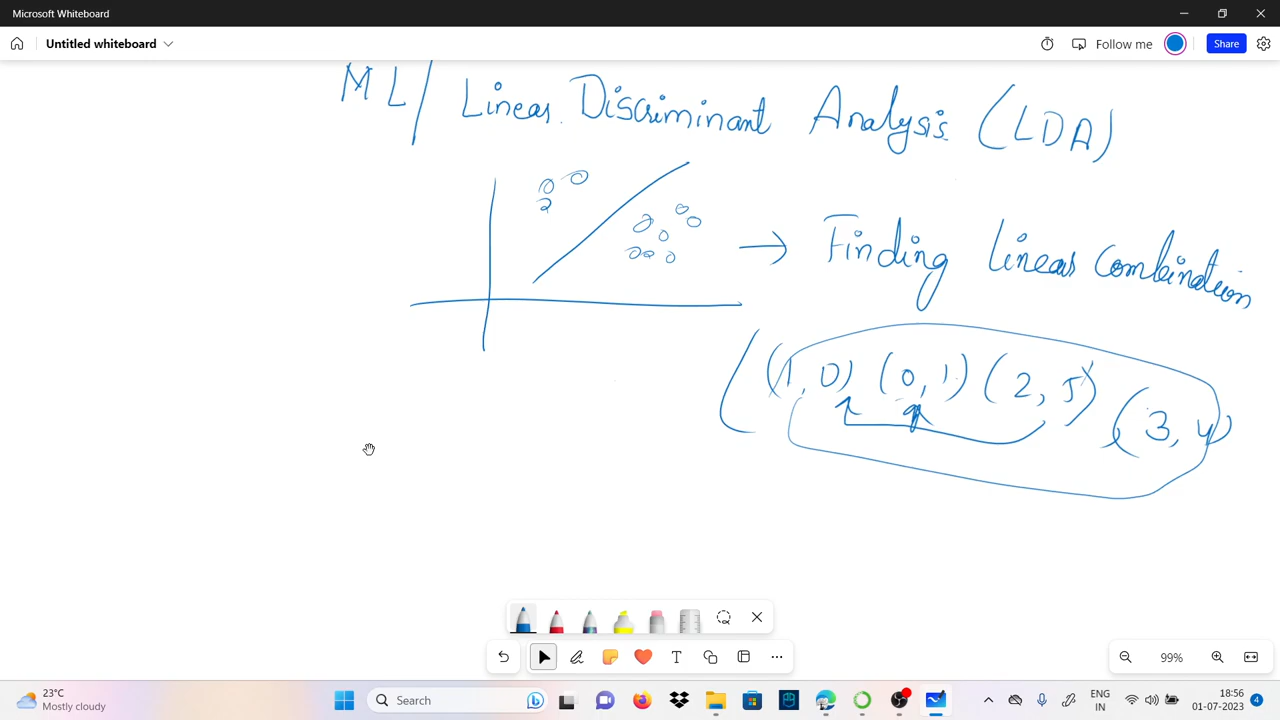 Microsoft Whiteboard
Untitled whiteboard
Follow me
Share
ML/ Linear Discriminant Analysis (LDA)
→ Finding linear combination
((1, 0) (0, 1) (2, 5), (3, 4)
99%
23°C
Mostly cloudy
Search
ENG
IN
18:56
01-07-2023
4